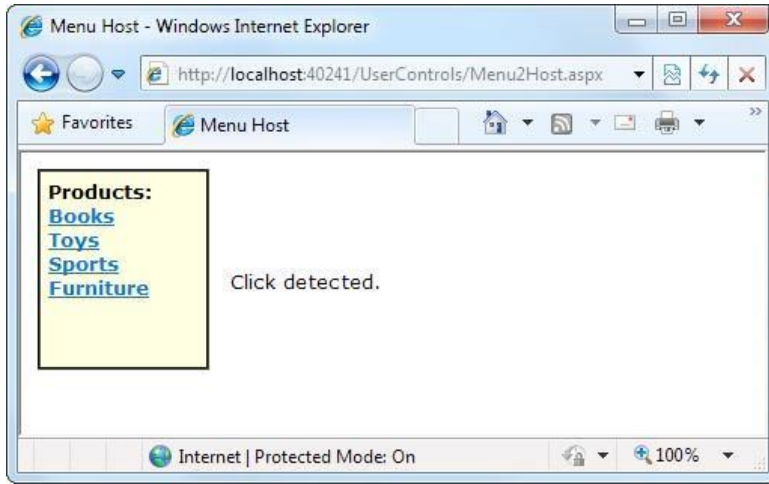 Menu Host - Windows Internet Explorer
http://localhost:40241/UserControls/Menu2Host.aspx
Favorites
Menu Host
Products:
Books
Toys
Sports
Furniture
Click detected.
Internet | Protected Mode: On
100%